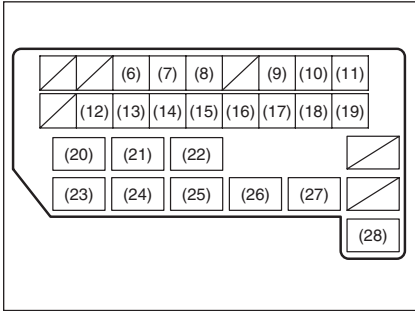 (6) (7) (8) (9) (10) (11)
(12) (13) (14) (15) (16) (17) (18) (19)
(20) (21) (22)
(23) (24) (25) (26) (27)
(28)